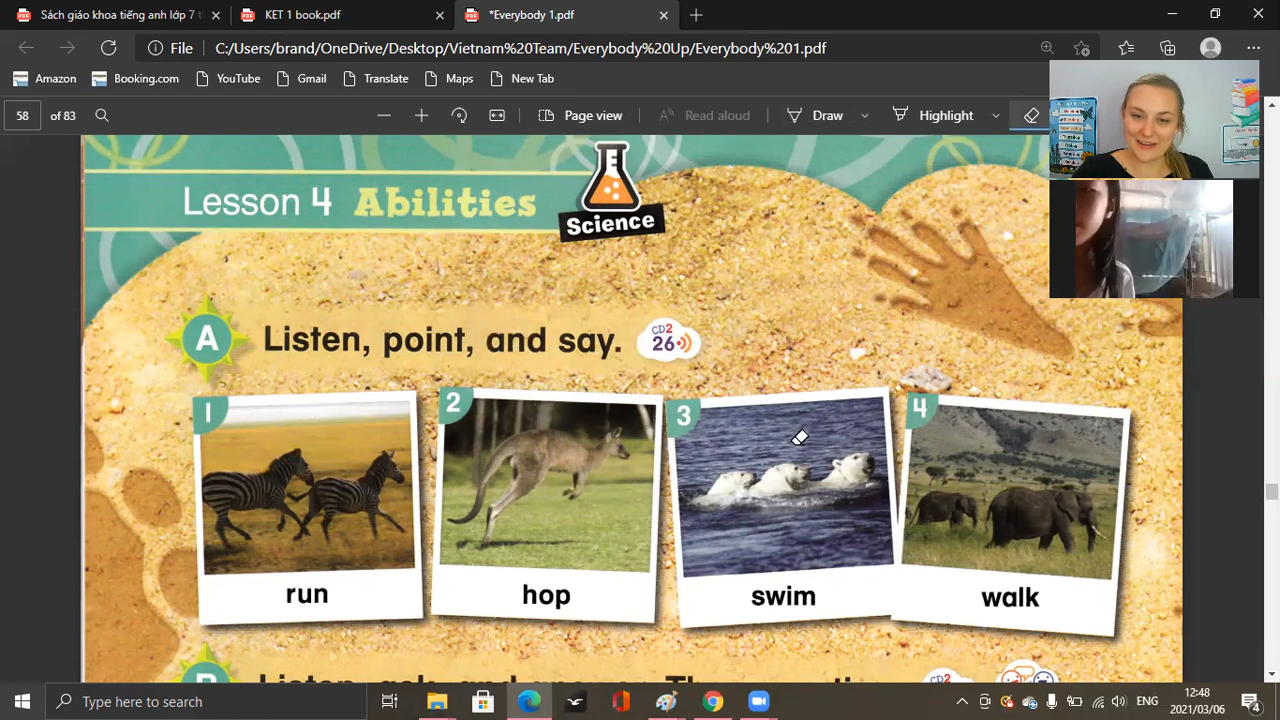 Sách giáo khoa tiếng anh lớp 7 t
KET 1 book.pdf
*Everybody 1.pdf
File
C:/Users/brand/OneDrive/Desktop/Vietnam%20Team/Everybody%20Up/Everybody%201.pdf
Amazon
Booking.com
YouTube
Gmail
Translate
Maps
New Tab
58 of 83
Page view
Read aloud
Draw
Highlight
Lesson 4 Abilities
Science
A Listen, point, and say.
CD2
26
1
2
3
4
run
hop
swim
walk
CD2
Type here to search
ENG
12:48
2021/03/06
4